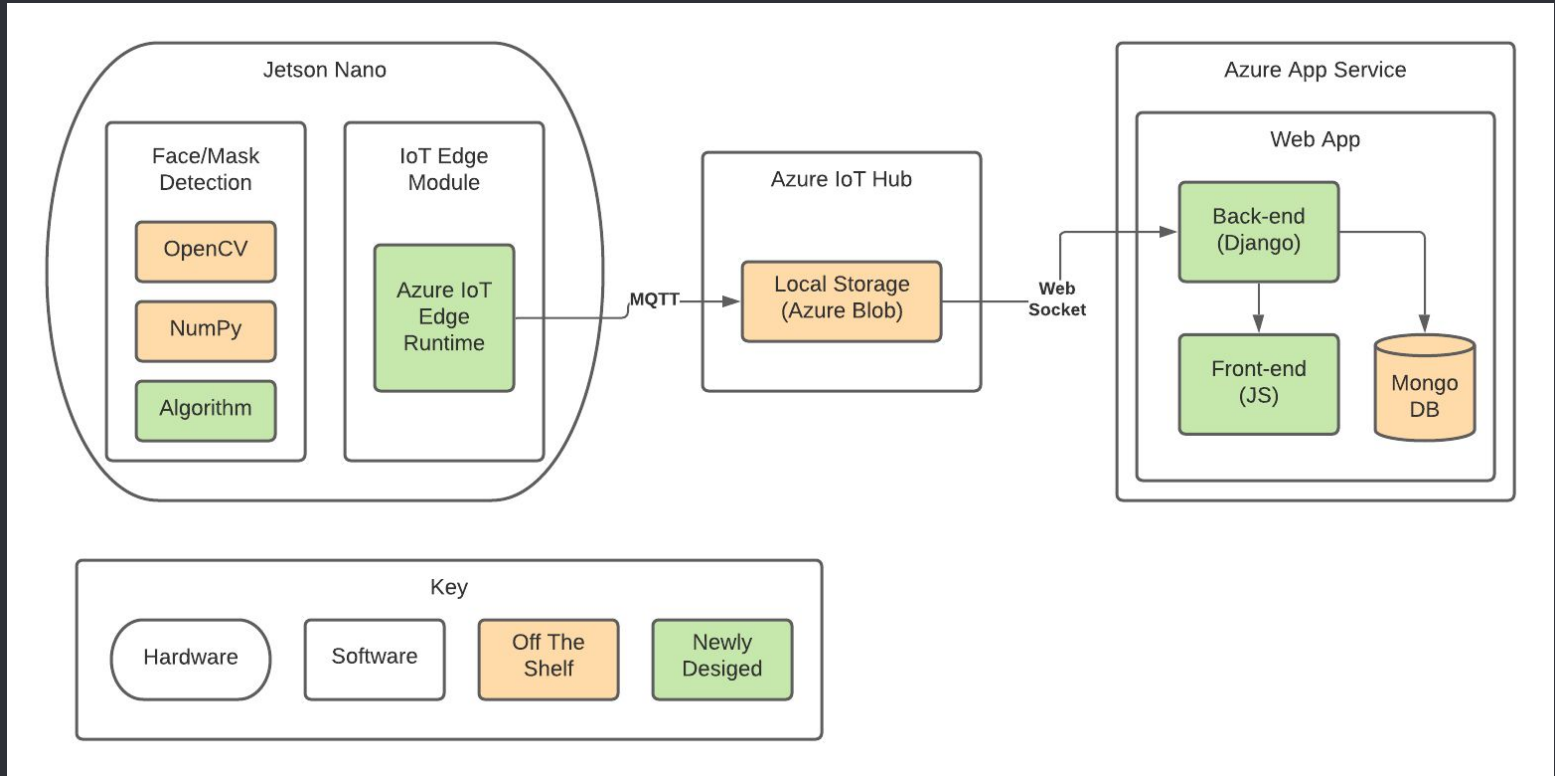 Jetson Nano
Face/Mask
Detection
OpenCV
NumPy
Algorithm
IoT Edge
Module
Azure IoT
Edge
Runtime
MQTT
Azure IoT Hub
Local Storage
(Azure Blob)
Web
Socket
Azure App Service
Web App
Back-end
(Django)
Front-end
(JS)
Mongo
DB
Key
Hardware
Software
Off The
Shelf
Newly
Desiged